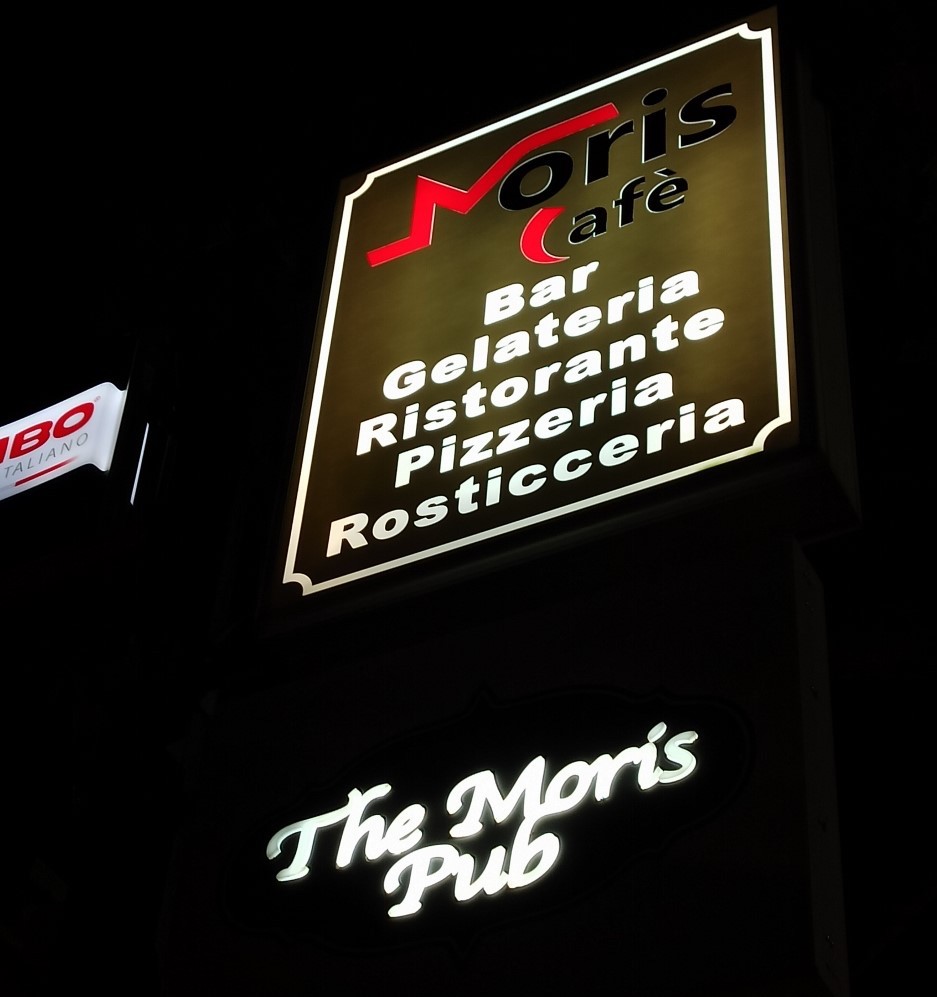 Moris
Cafè
Bar
Gelateria
Ristorante
Pizzeria
Rosticceria
The Moris
Pub